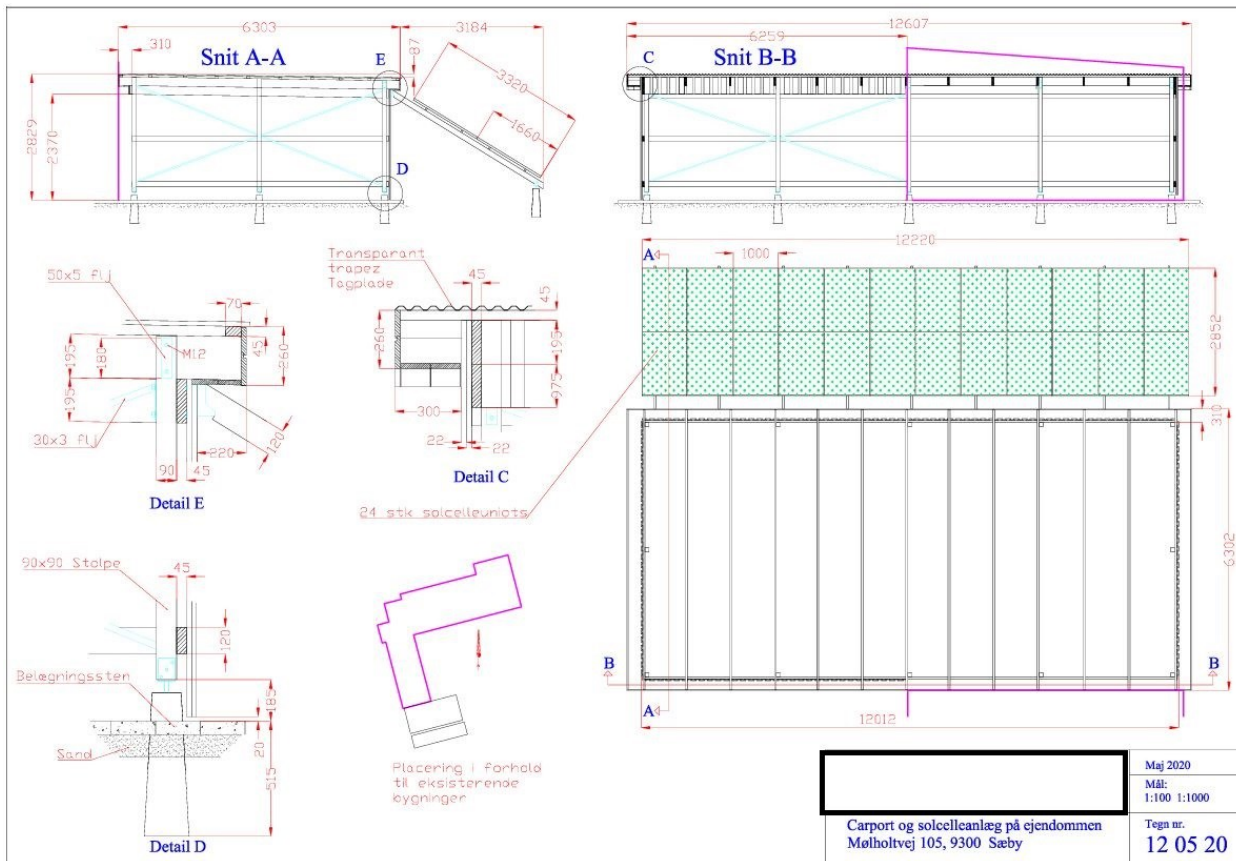 6303
3184
310
Snit A-A
E
87
3320
1660
2829
2370
D
12607
6259
C
Snit B-B
50x5 flj
70
195
180
M12
45
260
195
30x3 flj
120
220
90
45
Detail E
Transparant
trapez
Tagplade
45
45
260
195
975
300
22
22
Detail C
24 stk solcelleuniots
12220
A
1000
2852
310
6302
B
B
A
12012
90x90 Stolpe
45
120
Belægningssten
185
Sand
20
515
Detail D
Placering i forhold
til eksisterende
bygninger
Maj 2020
Mål:
1:100 1:1000
Carport og solcelleanlæg på ejendommen
Mølholtvej 105, 9300 Sæby
Tegn nr.
12 05 20